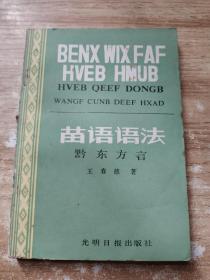 BENX WIX FAF
HVEB HMUB
HVEB QEEF DONGB
WANGF CUNB DEEF HXAD
苗语语法
黔东方言
王春德 著
光明日报出版社